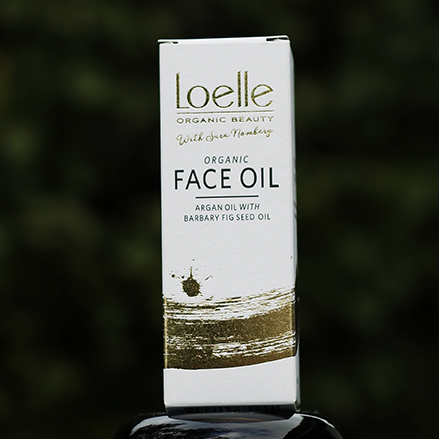 Loelle
ORGANIC BEAUTY
With Sara Nomberg
ORGANIC
FACE OIL
ARGAN OIL WITH
BARBARY FIG SEED OIL